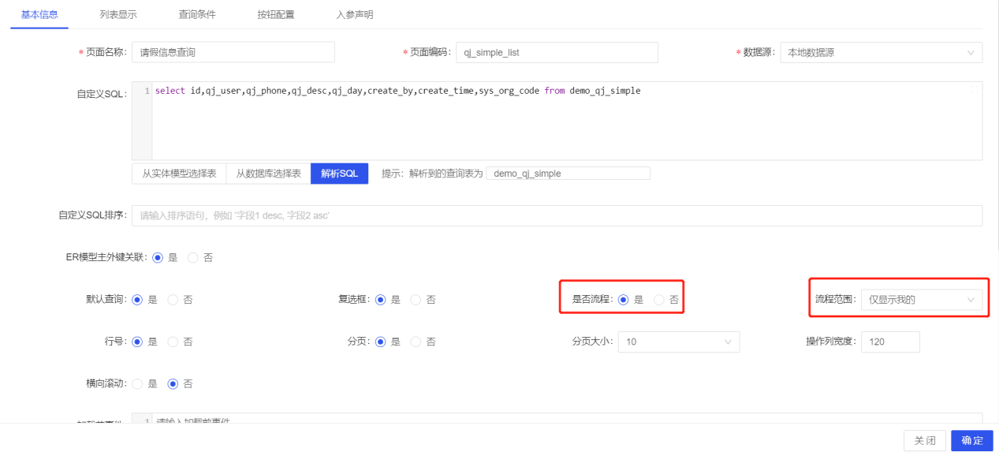 基本信息 列表显示 查询条件 按钮配置 入参声明
* 页面名称: 请假信息查询 * 页面编码: qj_simple_list * 数据源: 本地数据源
自定义SQL: 1 select id,qj_user,qj_phone,qj_desc,qj_day,create_by,create_time,sys_org_code from demo_qj_simple
从实体模型选择表 从数据库选择表 解析SQL 提示: 解析到的查询表为 demo_qj_simple
自定义SQL排序: 请输入排序语句, 例如 '字段1 desc, 字段2 asc'
ER模型主外键关联: 是 否
默认查询: 是 否 复选框: 是 否 是否流程: 是 否 流程范围: 仅显示我的
行号: 是 否 分页: 是 否 分页大小: 10 操作列宽度: 120
横向滚动: 是 否
加载前事件 1 请输入加载前事件
关闭 确定